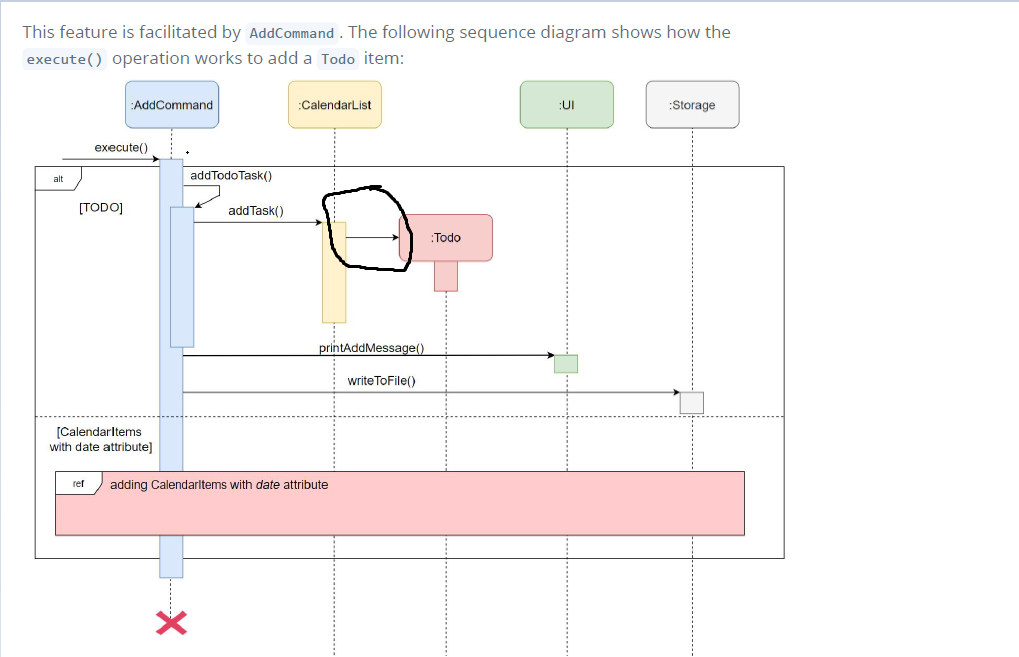 This feature is facilitated by AddCommand . The following sequence diagram shows how the
execute() operation works to add a Todo item:
:AddCommand
:CalendarList
:UI
:Storage
execute()
alt
addTodoTask()
[TODO]
addTask()
:Todo
printAddMessage()
writeToFile()
[CalendarItems
with date attribute]
ref
adding CalendarItems with date attribute